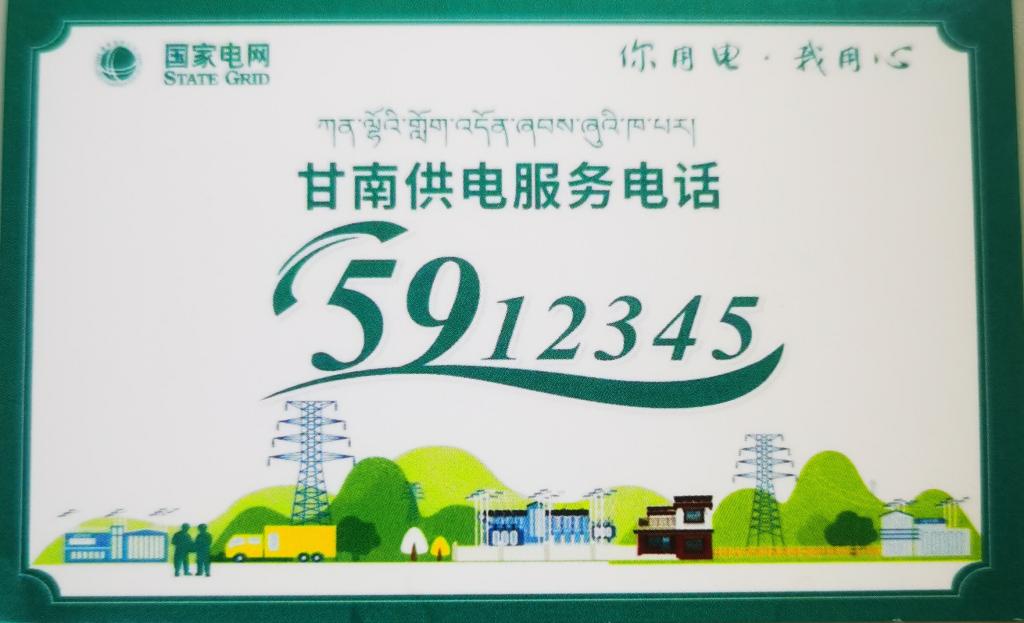 国家电网
STATE GRID
你用电·我用心
ཀན་ལྷོའི་གློག་འདོན་ཞབས་ཞུའི་ཁ་པར།
甘南供电服务电话
5912345